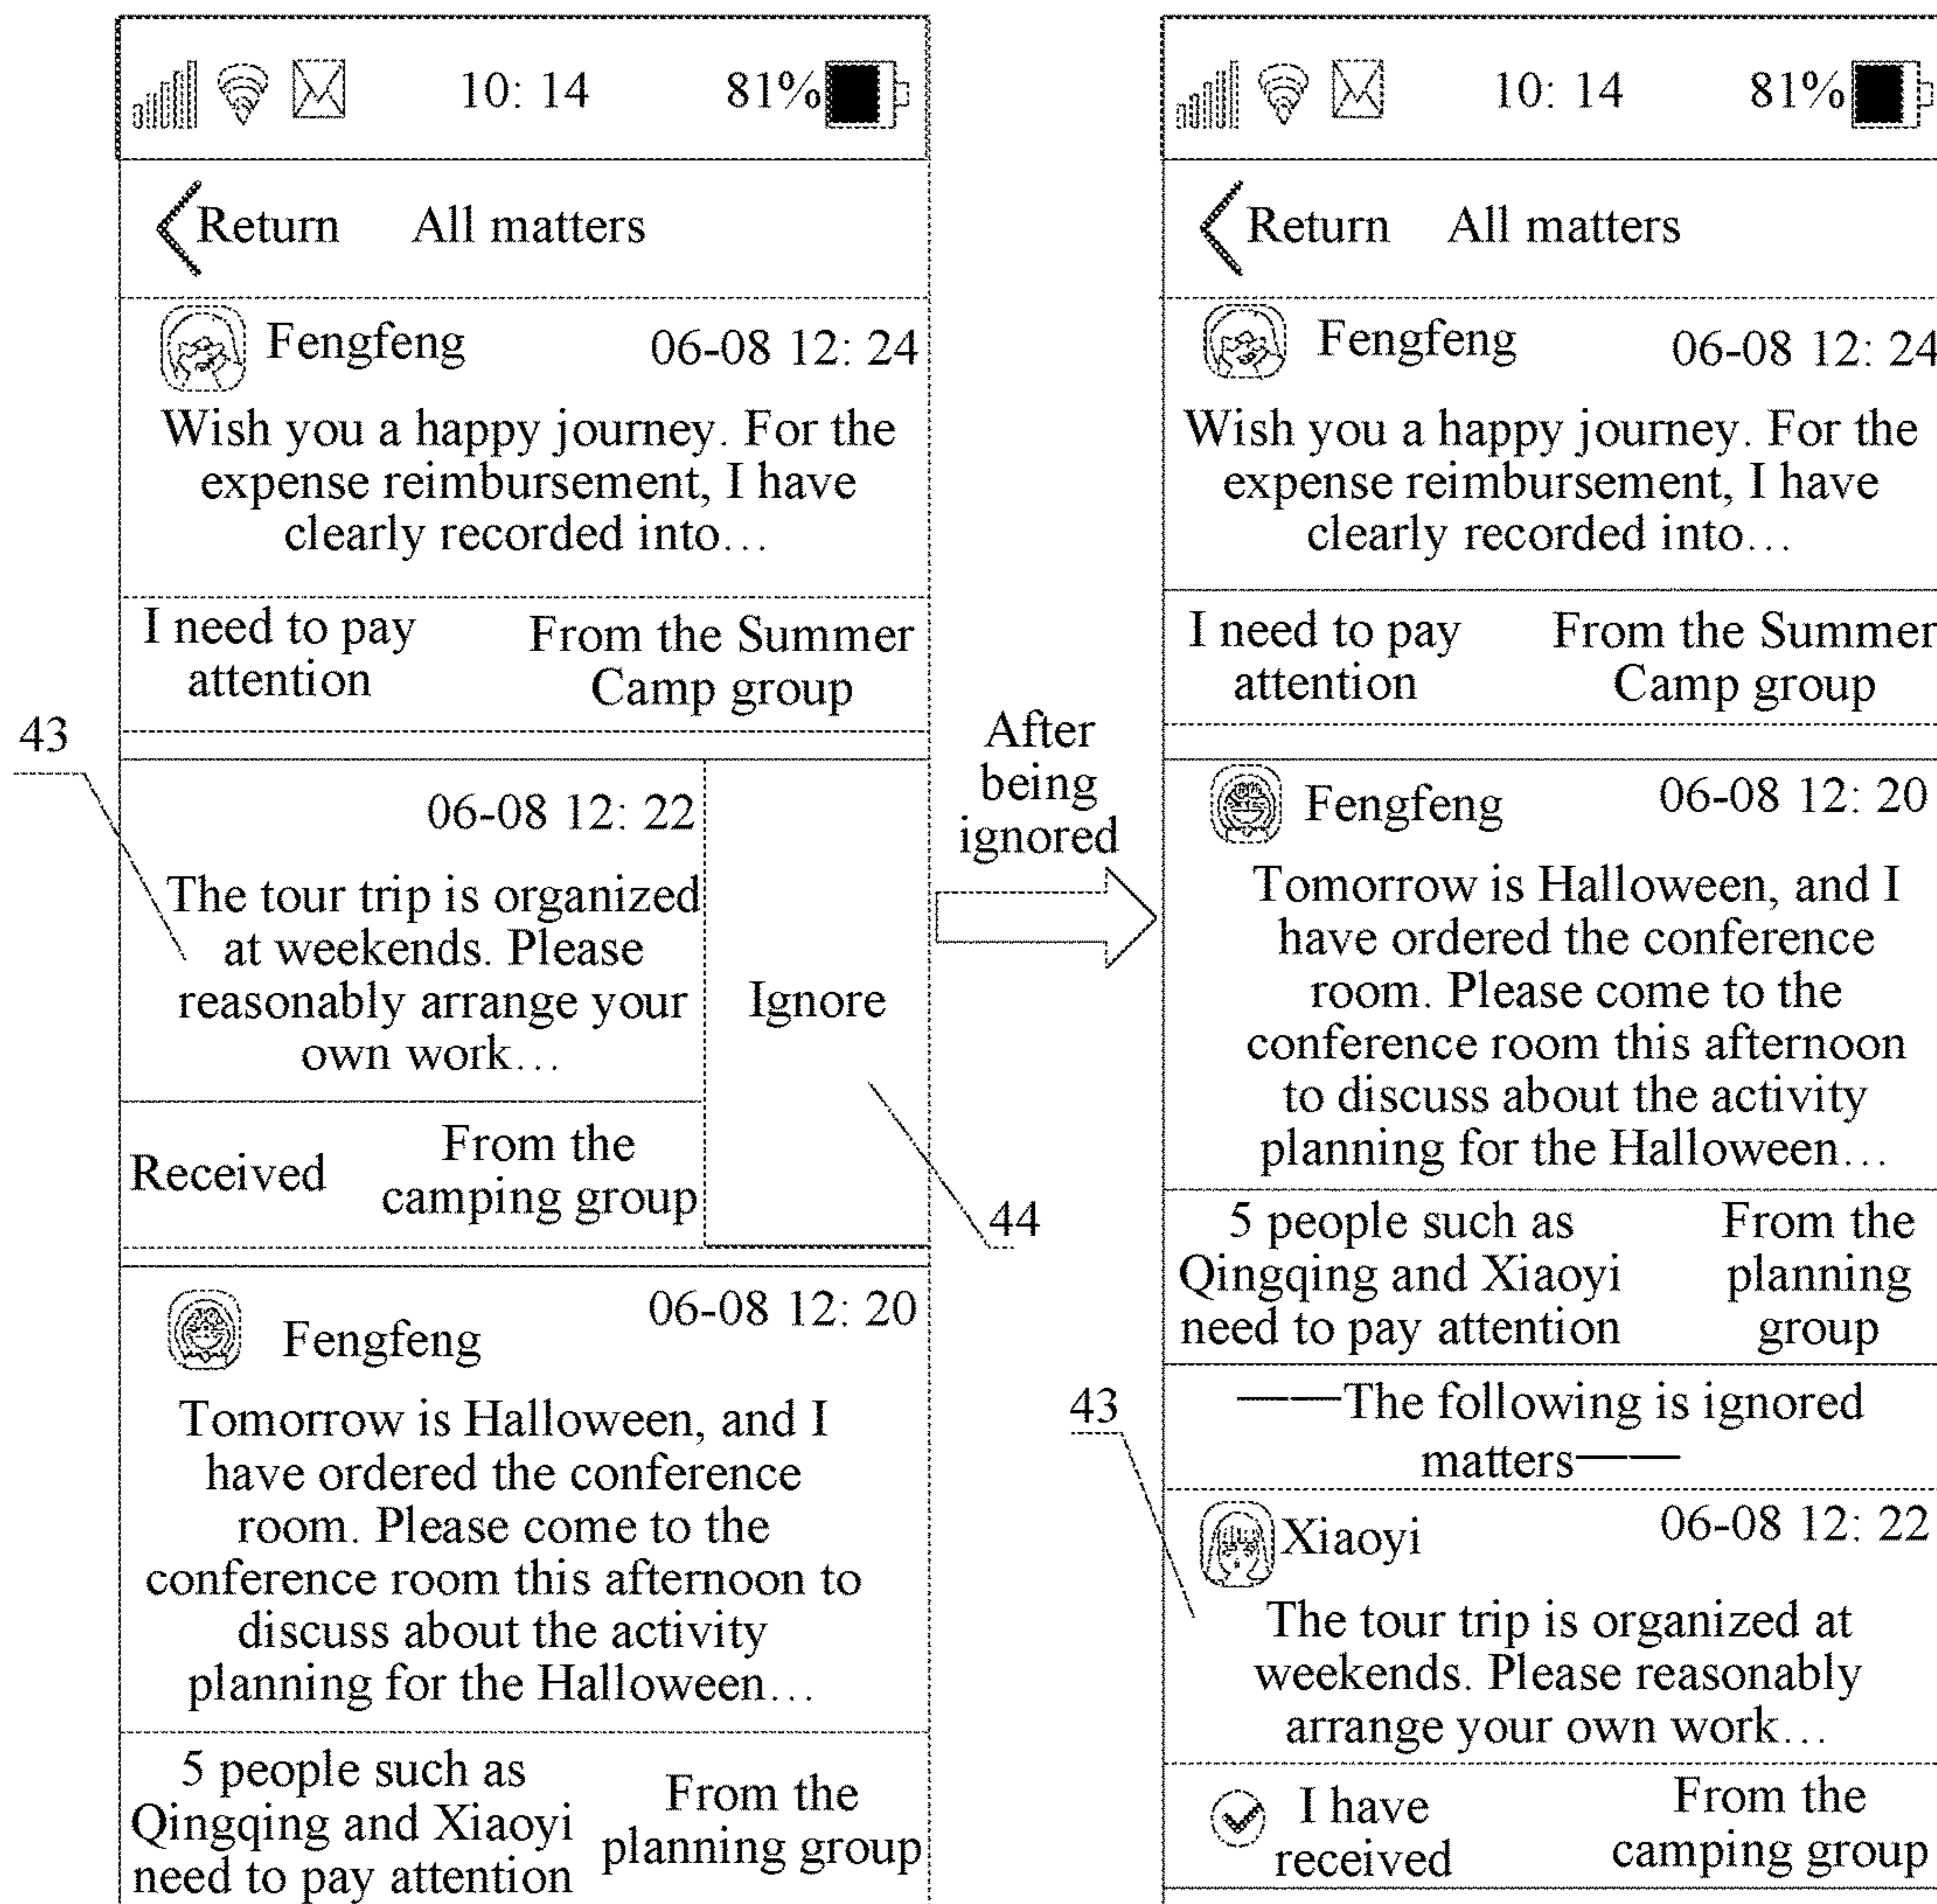 10: 14
81%
Return
All matters
Fengfeng
06-08 12: 24
Wish you a happy journey. For the
expense reimbursement, I have
clearly recorded into…
I need to pay
attention
From the Summer
Camp group
43
06-08 12: 22
The tour trip is organized
at weekends. Please
reasonably arrange your
own work…
Ignore
Received
From the
camping group
44
Fengfeng
06-08 12: 20
Tomorrow is Halloween, and I
have ordered the conference
room. Please come to the
conference room this afternoon to
discuss about the activity
planning for the Halloween…
5 people such as
Qingqing and Xiaoyi
need to pay attention
From the
planning group
After
being
ignored
10: 14
81%
Return
All matters
Fengfeng
06-08 12: 24
Wish you a happy journey. For the
expense reimbursement, I have
clearly recorded into…
I need to pay
attention
From the Summer
Camp group
Fengfeng
06-08 12: 20
Tomorrow is Halloween, and I
have ordered the conference
room. Please come to the
conference room this afternoon
to discuss about the activity
planning for the Halloween…
5 people such as
Qingqing and Xiaoyi
need to pay attention
From the
planning
group
——The following is ignored
matters——
43
Xiaoyi
06-08 12: 22
The tour trip is organized at
weekends. Please reasonably
arrange your own work…
I have
received
From the
camping group